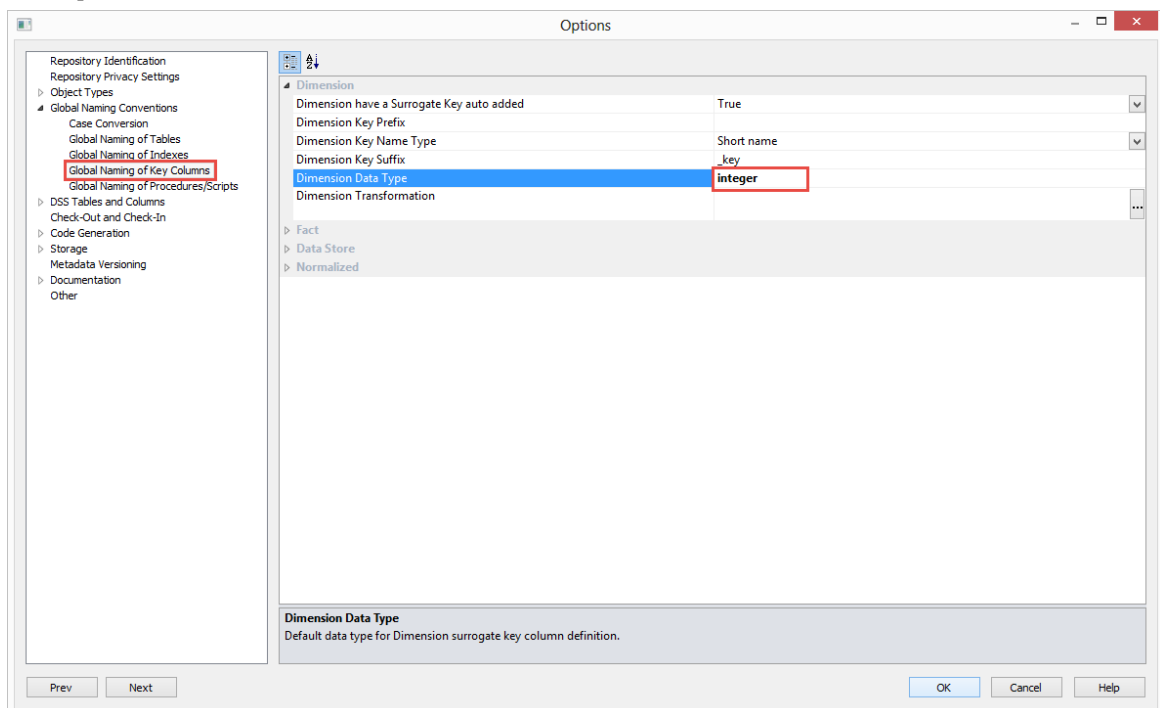 Options
Repository Identification
Repository Privacy Settings
Object Types
Global Naming Conventions
Case Conversion
Global Naming of Tables
Global Naming of Indexes
Global Naming of Key Columns
Global Naming of Procedures/Scripts
DSS Tables and Columns
Check-Out and Check-In
Code Generation
Storage
Metadata Versioning
Documentation
Other
Dimension
Dimension have a Surrogate Key auto added True
Dimension Key Prefix
Dimension Key Name Type Short name
Dimension Key Suffix _key
Dimension Data Type integer
Dimension Transformation ...
Fact
Data Store
Normalized
Dimension Data Type
Default data type for Dimension surrogate key column definition.
Prev Next OK Cancel Help